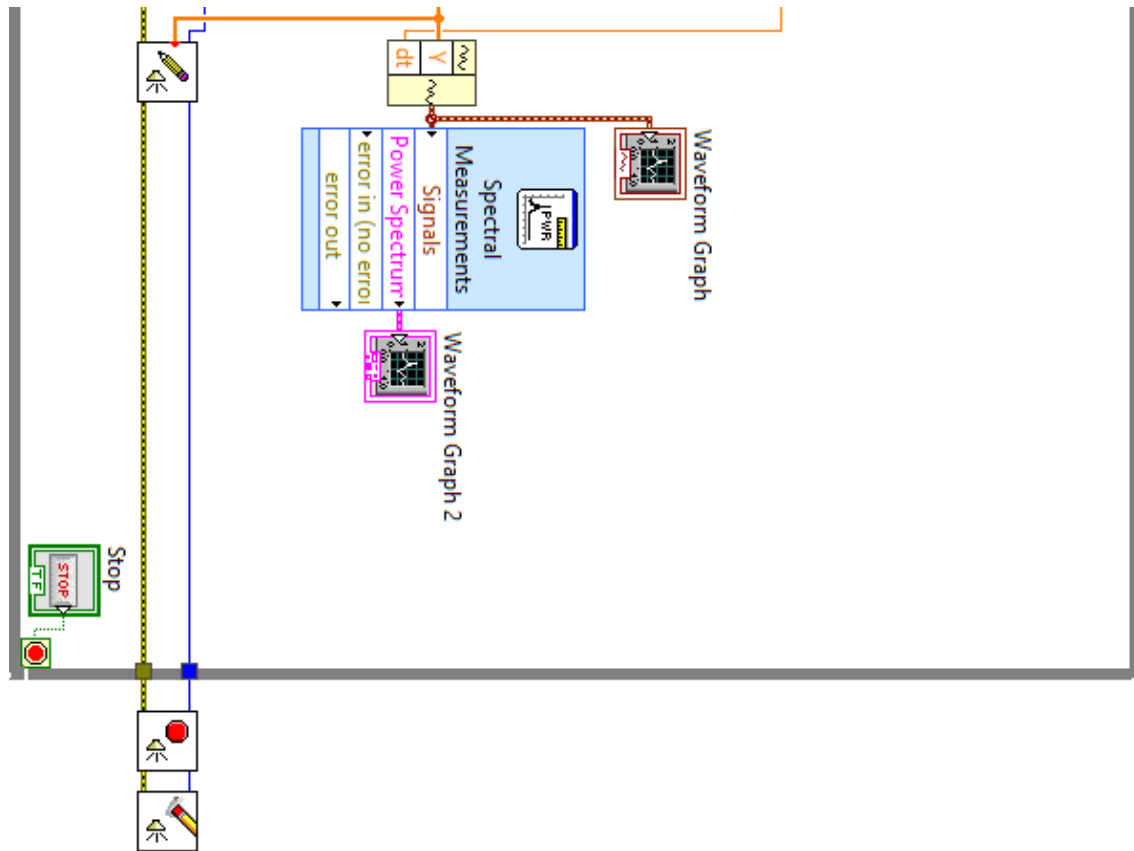 Waveform Graph
PWR
Spectral
Measurements
Y
dt
Signals
Power Spectrum
error in (no error
error out
Waveform Graph 2
Stop
STOP
TF